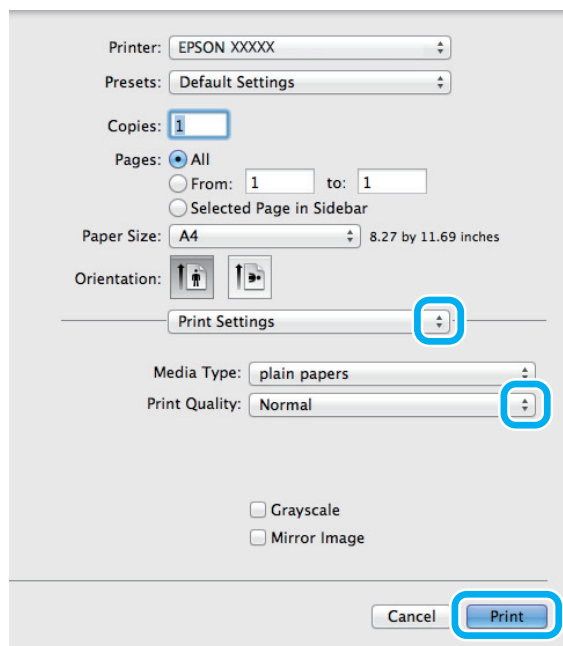 Printer: EPSON XXXXX
Presets: Default Settings
Copies: 1
Pages: All
From: 1 to: 1
Selected Page in Sidebar
Paper Size: A4 8.27 by 11.69 inches
Orientation:
Print Settings
Media Type: plain papers
Print Quality: Normal
Grayscale
Mirror Image
Cancel Print